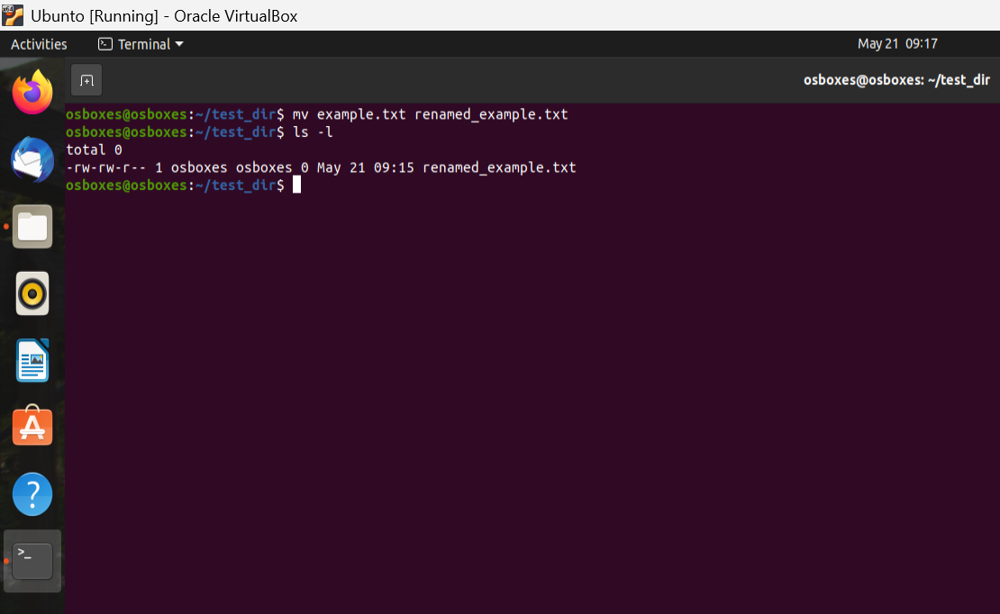 Ubunto [Running] - Oracle VirtualBox
Activities Terminal May 21 09:17
osboxes@osboxes: ~/test_dir
osboxes@osboxes:~/test_dir$ mv example.txt renamed_example.txt
osboxes@osboxes:~/test_dir$ ls -l
total 0
-rw-rw-r-- 1 osboxes osboxes 0 May 21 09:15 renamed_example.txt
osboxes@osboxes:~/test_dir$